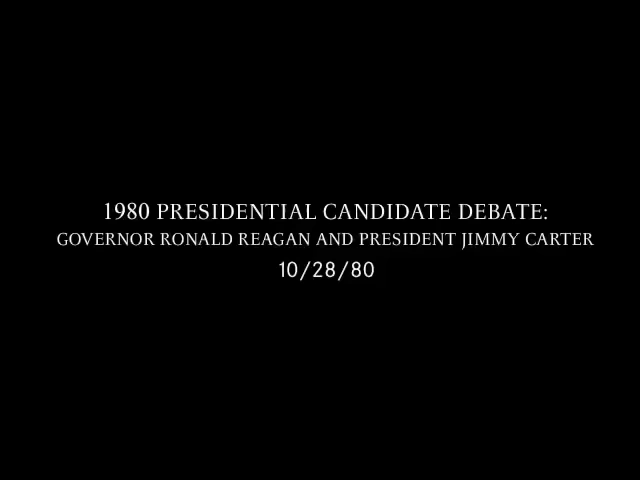 1980 PRESIDENTIAL CANDIDATE DEBATE:
GOVERNOR RONALD REAGAN AND PRESIDENT JIMMY CARTER
10/28/80